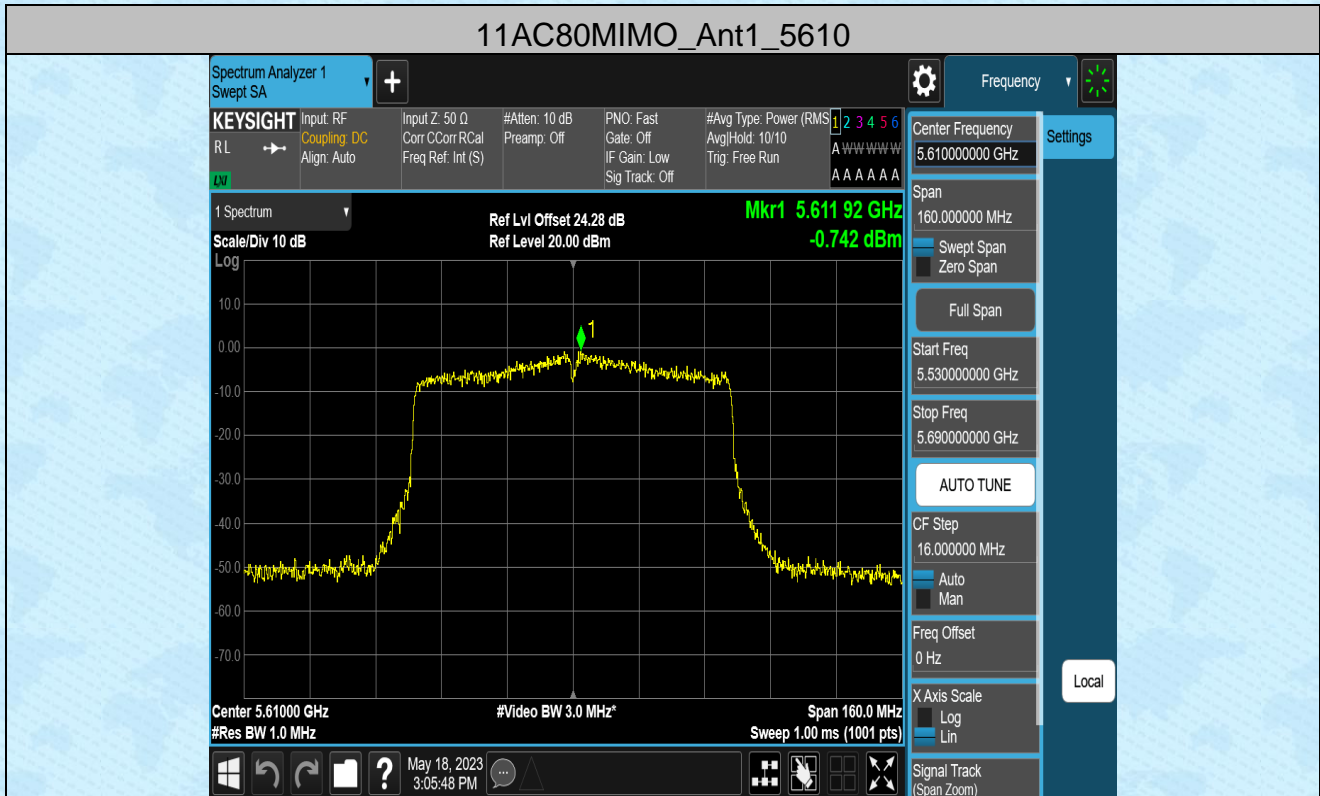 11AC80MIMO_Ant1_5610
Spectrum Analyzer 1
Swept SA
Frequency
KEYSIGHT
R L
LXI
Input: RF
Coupling: DC
Align: Auto
Input Z: 50 Ω
Corr CCorr RCal
Freq Ref: Int (S)
#Atten: 10 dB
Preamp: Off
PNO: Fast
Gate: Off
IF Gain: Low
Sig Track: Off
#Avg Type: Power (RMS
Avg|Hold: 10/10
Trig: Free Run
1 2 3 4 5 6
A W W W W W
A A A A A A
1 Spectrum
Scale/Div 10 dB
Log
Ref Lvl Offset 24.28 dB
Ref Level 20.00 dBm
Mkr1 5.611 92 GHz
-0.742 dBm
10.0
0.00
-10.0
-20.0
-30.0
-40.0
-50.0
-60.0
-70.0
1
Center 5.61000 GHz
#Res BW 1.0 MHz
#Video BW 3.0 MHz*
Span 160.0 MHz
Sweep 1.00 ms (1001 pts)
?
May 18, 2023
3:05:48 PM
Center Frequency
5.610000000 GHz
Span
160.000000 MHz
Swept Span
Zero Span
Full Span
Start Freq
5.530000000 GHz
Stop Freq
5.690000000 GHz
AUTO TUNE
CF Step
16.000000 MHz
Auto
Man
Freq Offset
0 Hz
X Axis Scale
Log
Lin
Signal Track
(Span Zoom)
Settings
Local